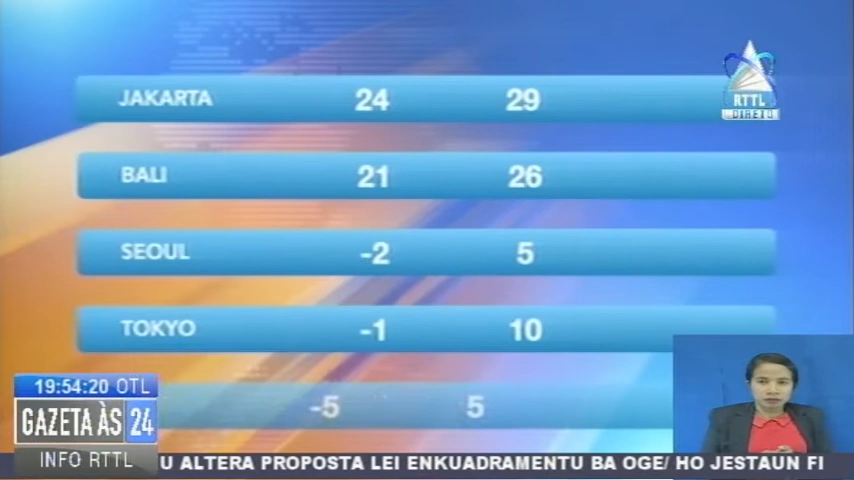 JAKARTA 24 29
RTTL
DIRETO
BALI 21 26
SEOUL -2 5
TOKYO -1 10
-5 5
19:54:20 OTL
GAZETA ÀS 24
INFO RTTL
U ALTERA PROPOSTA LEI ENKUADRAMENTU BA OGE/ HO JESTAUN FI